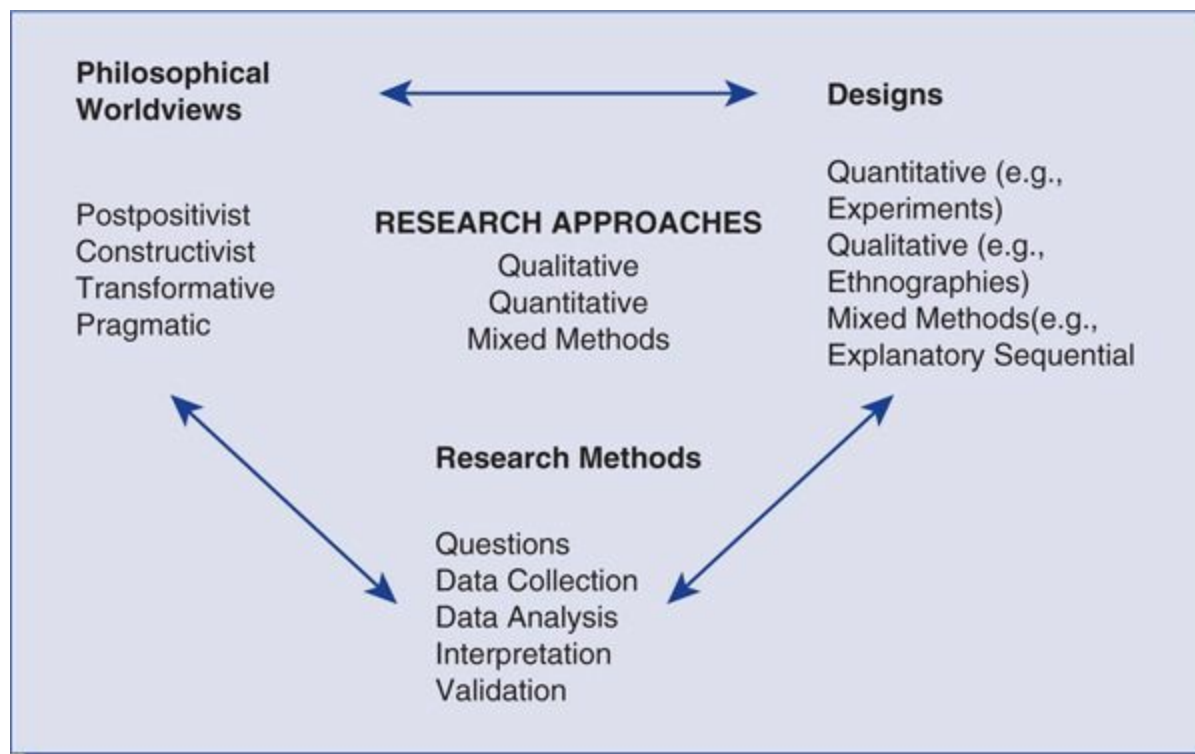 Philosophical
Worldviews
Postpositivist
Constructivist
Transformative
Pragmatic
RESEARCH APPROACHES
Qualitative
Quantitative
Mixed Methods
Designs
Quantitative (e.g.,
Experiments)
Qualitative (e.g.,
Ethnographies)
Mixed Methods(e.g.,
Explanatory Sequential
Research Methods
Questions
Data Collection
Data Analysis
Interpretation
Validation